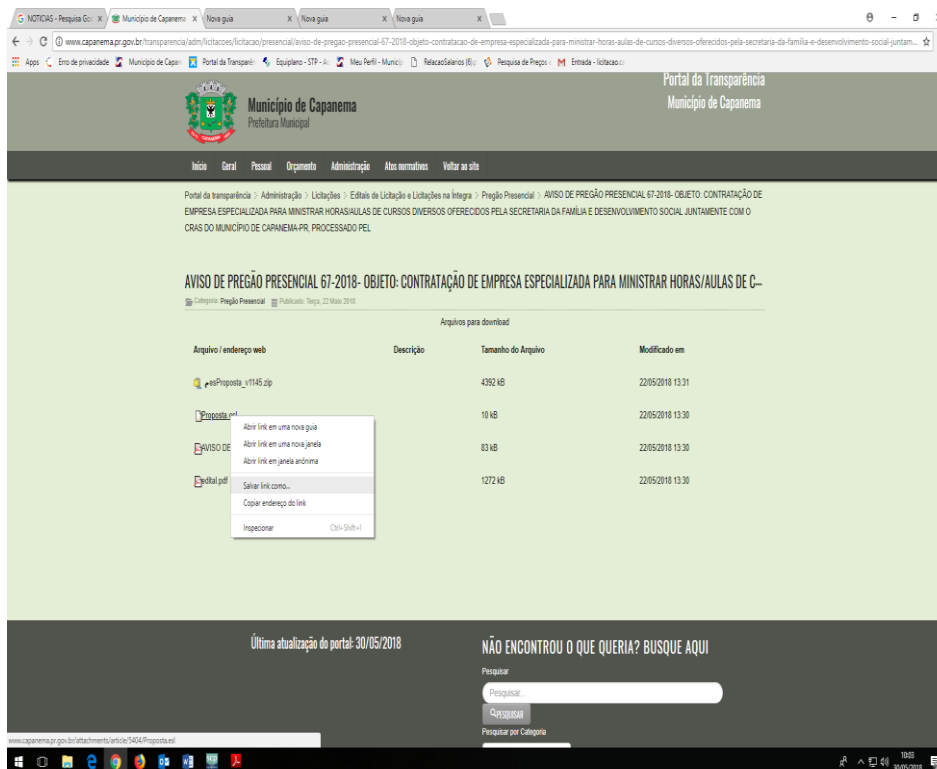 NOTICIAS - Pesquisa Goo
Município de Capanema
Nova guia
Nova guia
Nova guia
www.capanema.pr.gov.br/transparencia/adm/licitacoes/licitacao/presencial/aviso-de-pregao-presencial-67-2018-objeto-contratacao-de-empresa-especializada-para-ministrar-horas-aulas-de-cursos-diversos-oferecidos-pela-secretaria-da-familia-e-desenvolvimento-social-juntam...
Apps Erro de privacidade Município de Capan Portal da Transparên Equiplano - STP - Ac Meu Perfil - Municíp RelacaoSalarios (6) Pesquisa de Preços Entrada - licitacao.c
Portal da Transparência
Município de Capanema
Município de Capanema
Prefeitura Municipal
Início Geral Pessoal Orçamento Administração Atos normativos Voltar ao site
Portal da transparência > Administração > Licitações > Editais de Licitação e Licitações na Íntegra > Pregão Presencial > AVISO DE PREGÃO PRESENCIAL 67-2018- OBJETO: CONTRATAÇÃO DE
EMPRESA ESPECIALIZADA PARA MINISTRAR HORAS/AULAS DE CURSOS DIVERSOS OFERECIDOS PELA SECRETARIA DA FAMÍLIA E DESENVOLVIMENTO SOCIAL JUNTAMENTE COM O
CRAS DO MUNICÍPIO DE CAPANEMA-PR, PROCESSADO PEL
AVISO DE PREGÃO PRESENCIAL 67-2018- OBJETO: CONTRATAÇÃO DE EMPRESA ESPECIALIZADA PARA MINISTRAR HORAS/AULAS DE C...
Categoria: Pregão Presencial Publicado: Terça, 22 Maio 2018
Arquivos para download
Arquivo / endereço web Descrição Tamanho do Arquivo Modificado em
esProposta_v1145.zip 4392 kB 22/05/2018 13:31
Proposta.esl 10 kB 22/05/2018 13:30
AVISO DE 83 kB 22/05/2018 13:30
edital.pdf 1272 kB 22/05/2018 13:30
Abrir link em uma nova guia
Abrir link em uma nova janela
Abrir link em janela anônima
Salvar link como...
Copiar endereço do link
Inspecionar Ctrl+Shift+I
Última atualização do portal: 30/05/2018
NÃO ENCONTROU O QUE QUERIA? BUSQUE AQUI
Pesquisar
Pesquisar...
PESQUISAR
Pesquisar por Categoria
www.capanema.pr.gov.br/attachments/article/5404/Proposta.esl
10:03
30/05/2018